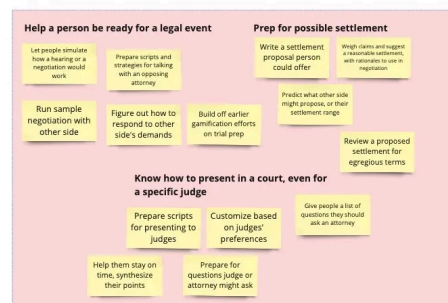 Help a person be ready for a legal event
Let people simulate
how a hearing or a
negotiation would
work
Prepare scripts and
strategies for talking
with an opposing
attorney
Run sample
negotiation with
other side
Figure out how to
respond to other
side's demands
Build off earlier
gamification efforts
on trial prep
Prep for possible settlement
Write a settlement
proposal person
could offer
Weigh claims and suggest
a reasonable settlement,
with rationales to use in
negotiation
Predict what other side
might propose, or their
settlement range
Review a proposed
settlement for
egregious terms
Know how to present in a court, even for
a specific judge
Prepare scripts
for presenting to
judges
Customize based
on judges'
preferences
Give people a list of
questions they should
ask an attorney
Help them stay on
time, synthesize
their points
Prepare for
questions judge or
attorney might ask